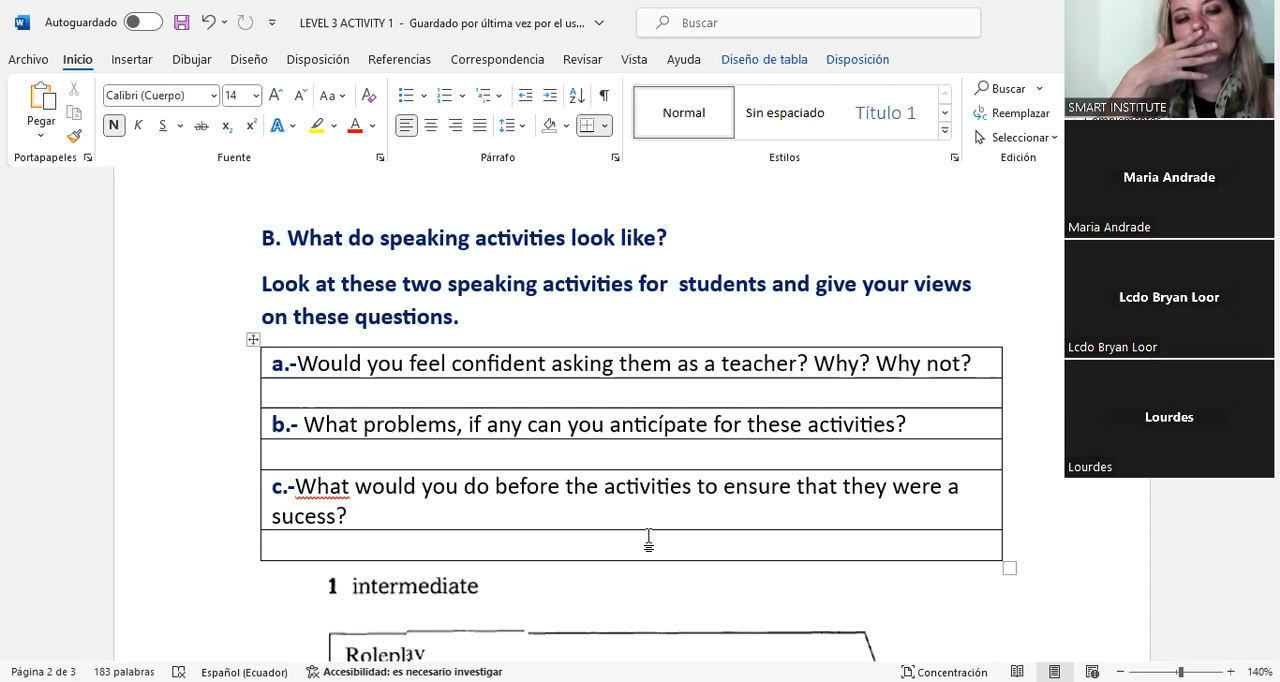 Autoguardado
LEVEL 3 ACTIVITY 1 - Guardado por última vez por el us...
Buscar
Archivo Inicio Insertar Dibujar Diseño Disposición Referencias Correspondencia Revisar Vista Ayuda Diseño de tabla Disposición
Pegar
Portapapeles
Calibri (Cuerpo) 14
Fuente
Párrafo
Normal Sin espaciado Título 1
Estilos
Buscar
Reemplazar
Seleccionar
Edición
SMART INSTITUTE
Maria Andrade
Maria Andrade
Lcdo Bryan Loor
Lcdo Bryan Loor
Lourdes
Lourdes
B. What do speaking activities look like?
Look at these two speaking activities for  students and give your views
on these questions.
a.-Would you feel confident asking them as a teacher? Why? Why not?
b.- What problems, if any can you anticípate for these activities?
c.-What would you do before the activities to ensure that they were a
sucess?
1 intermediate
Roleplay
Página 2 de 3 183 palabras Español (Ecuador) Accesibilidad: es necesario investigar Concentración 140%